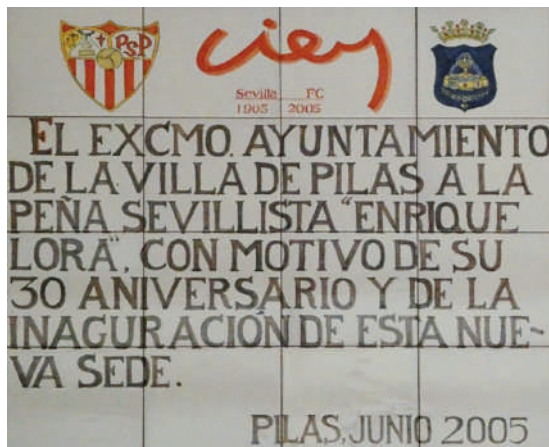 PSP
cien
Sevilla FC
1905 2005
EL EXCMO. AYUNTAMIENTO
DE LA VILLA DE PILAS A LA
PEÑA SEVILLISTA "ENRIQUE
LORA", CON MOTIVO DE SU
30 ANIVERSARIO Y DE LA
INAGURACIÓN DE ESTA NUE-
VA SEDE.
PILAS, JUNIO 2005